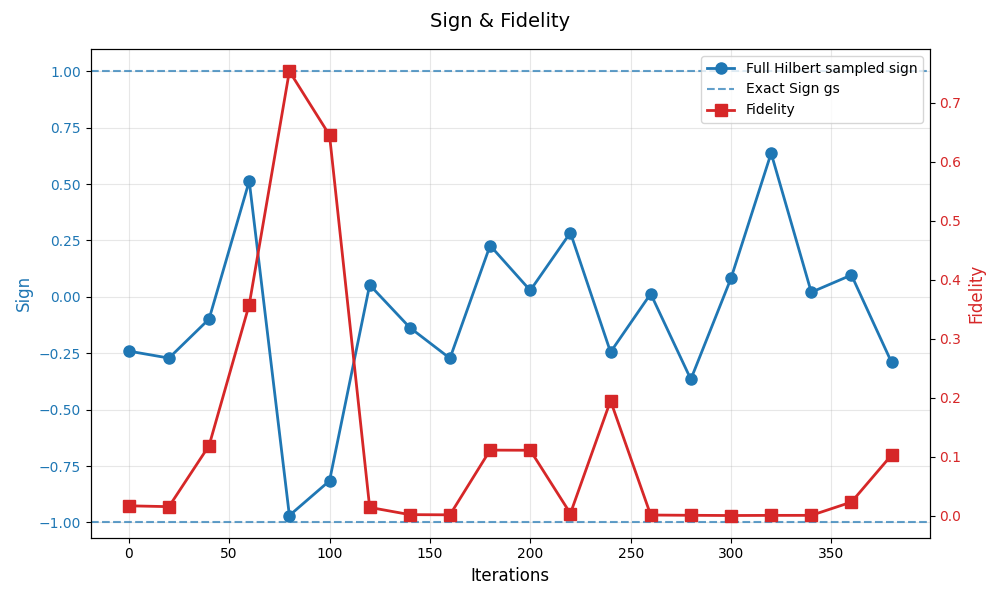 Sign & Fidelity
Full Hilbert sampled sign
Exact Sign gs
Fidelity
Sign
1.00
0.75
0.50
0.25
0.00
−0.25
−0.50
−0.75
−1.00
0.7
0.6
0.5
0.4
0.3
0.2
0.1
0.0
Fidelity
0 50 100 150 200 250 300 350
Iterations